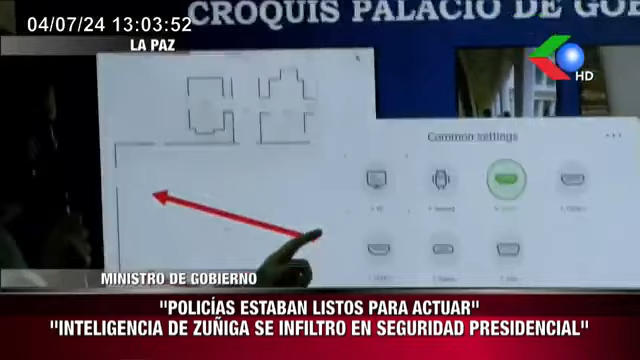 CROQUIS PALACIO DE GOB
04/07/24 13:03:52
LA PAZ
HD
Common settings
MINISTRO DE GOBIERNO
"POLICÍAS ESTABAN LISTOS PARA ACTUAR"
"INTELIGENCIA DE ZUÑIGA SE INFILTRO EN SEGURIDAD PRESIDENCIAL"